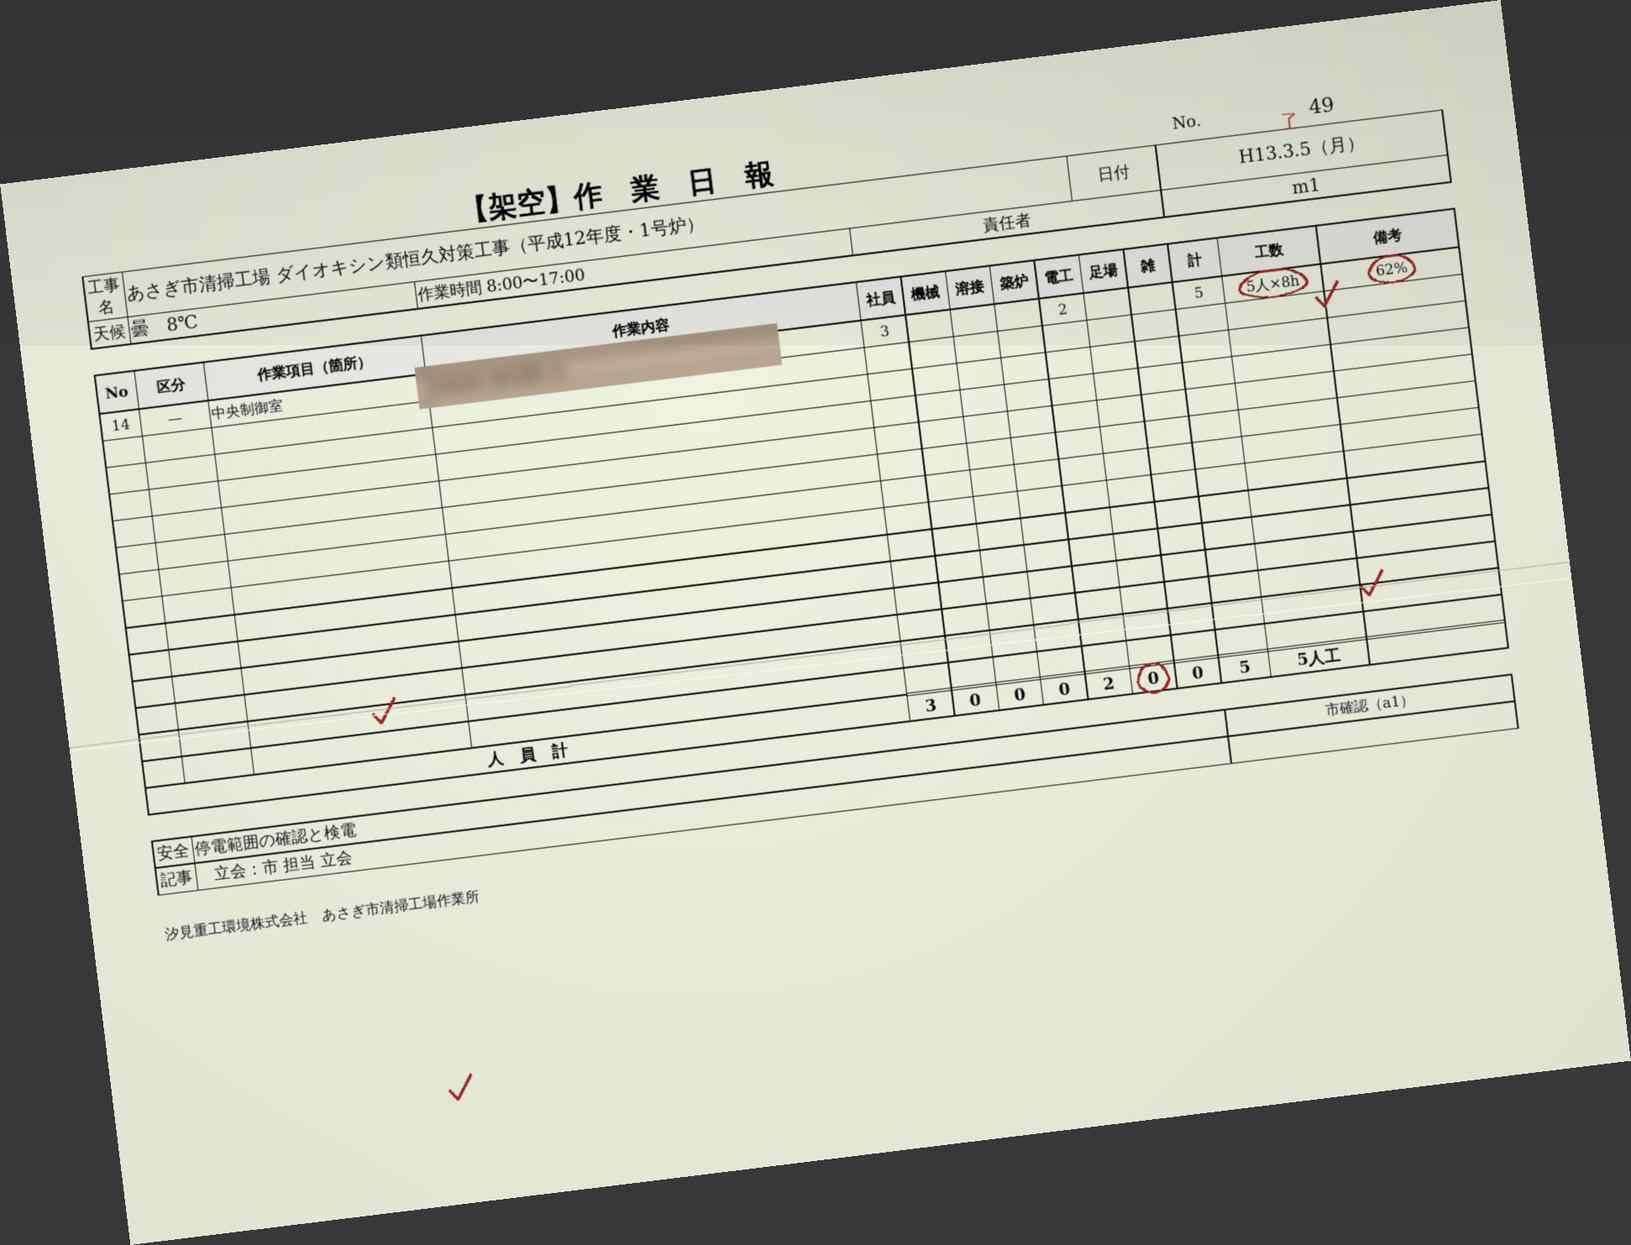 No. 了 49
【架空】作 業 日 報
工事名 あさぎ市清掃工場 ダイオキシン類恒久対策工事（平成12年度・1号炉） 日付 H13.3.5（月）
天候 曇 8℃ 作業時間 8:00〜17:00 責任者 m1
No 区分 作業項目（箇所） 作業内容 社員 機械 溶接 築炉 電工 足場 雑 計 工数 備考
14 — 中央制御室 3 2 5 5人×8h 62%
人 員 計 3 0 0 0 2 0 0 5 5人工
安全 停電範囲の確認と検電 市確認（a1）
記事 立会：市 担当 立会
汐見重工環境株式会社 あさぎ市清掃工場作業所